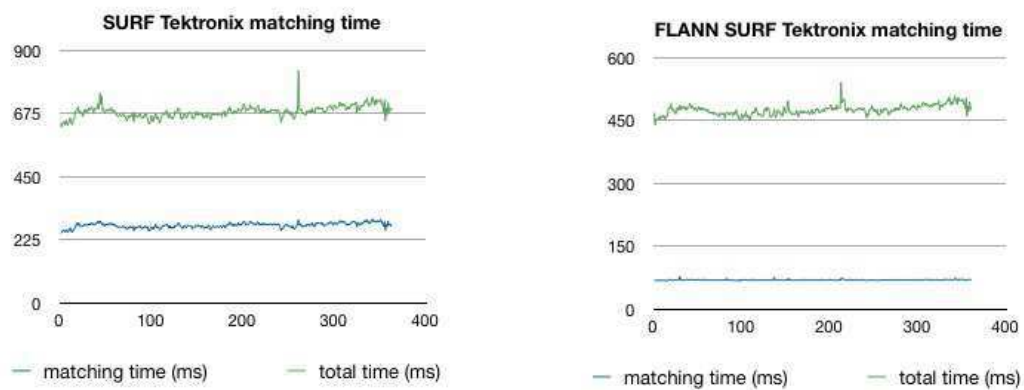 SURF Tektronix matching time
900
675
450
225
0
0 100 200 300 400
matching time (ms) total time (ms)
FLANN SURF Tektronix matching time
600
450
300
150
0
0 100 200 300 400
matching time (ms) total time (ms)